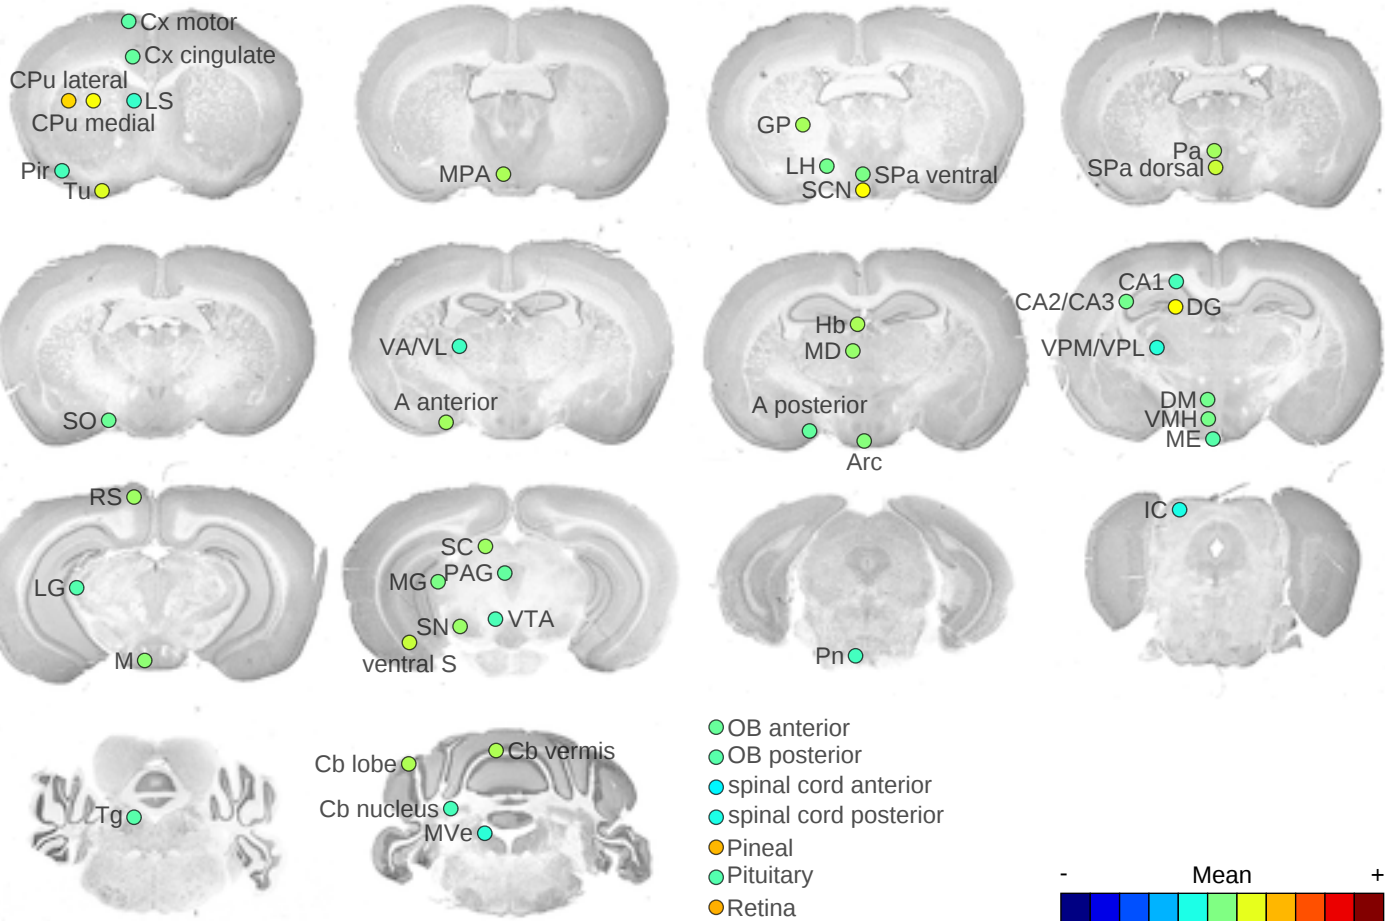 Cx motor
Cx cingulate
CPu lateral
LS
CPu medial
Pir
Tu
MPA
GP
LH
SPa ventral
SCN
Pa
SPa dorsal
SO
VA/VL
A anterior
Hb
MD
A posterior
Arc
CA1
CA2/CA3
DG
VPM/VPL
DM
VMH
ME
RS
LG
M
SC
MG
PAG
SN
VTA
ventral S
Pn
IC
Tg
Cb lobe
Cb vermis
Cb nucleus
MVe
OB anterior
OB posterior
spinal cord anterior
spinal cord posterior
Pineal
Pituitary
Retina
- Mean +